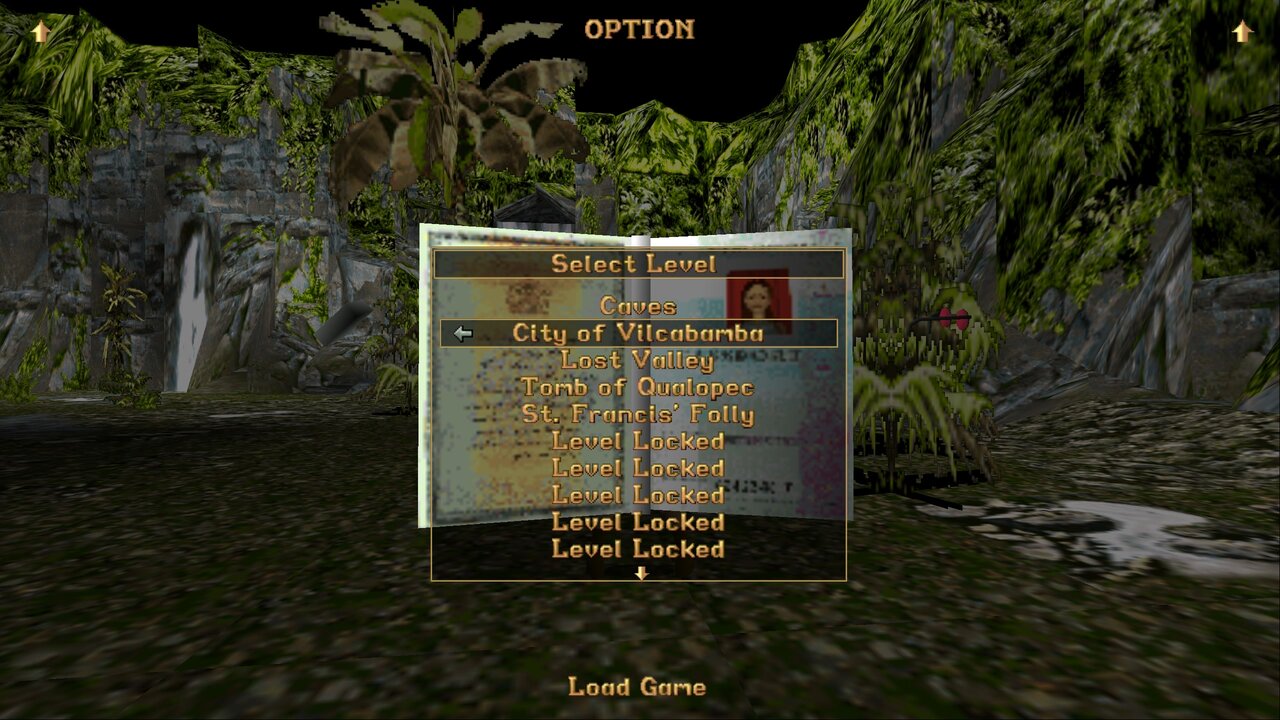 OPTION
Select Level
Caves
City of Vilcabamba
Lost Valley
Tomb of Qualopec
St. Francis' Folly
Level Locked
Level Locked
Level Locked
Level Locked
Level Locked
Load Game